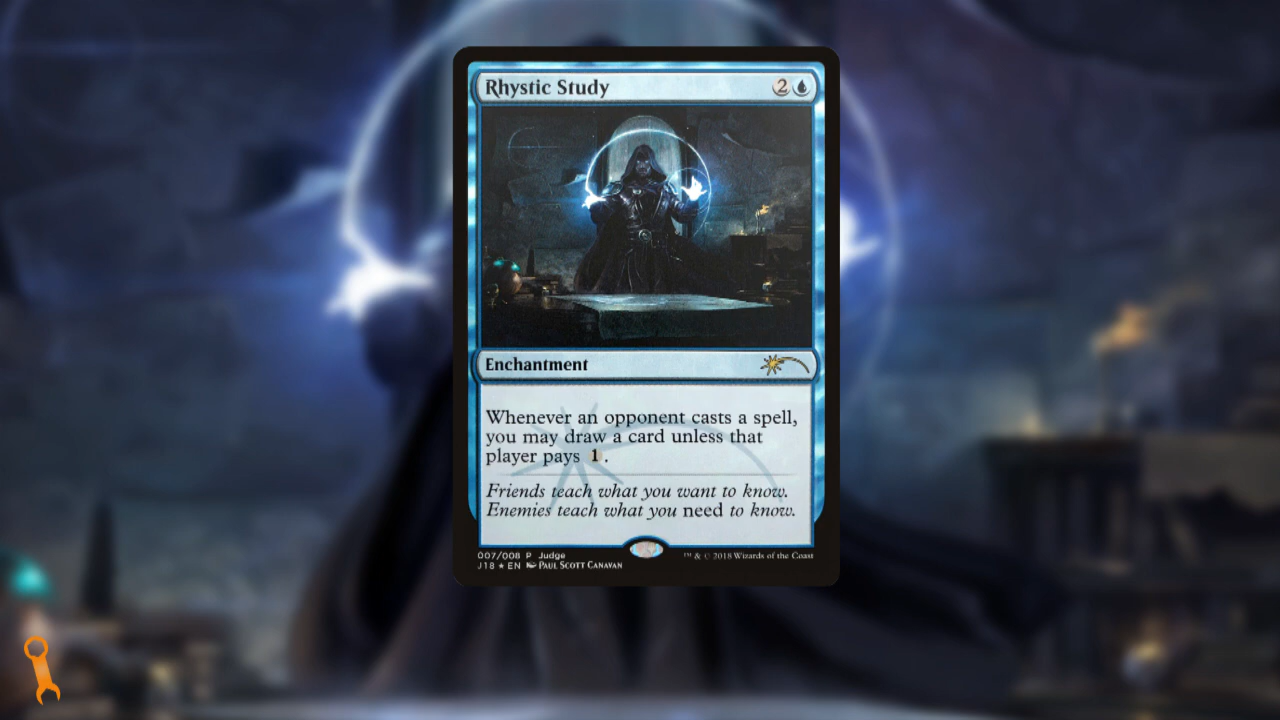 Rhystic Study 2
Enchantment
Whenever an opponent casts a spell,
you may draw a card unless that
player pays 1.
Friends teach what you want to know.
Enemies teach what you need to know.
007/008 P Judge
J18 ★ EN Paul Scott Canavan
™ & © 2018 Wizards of the Coast